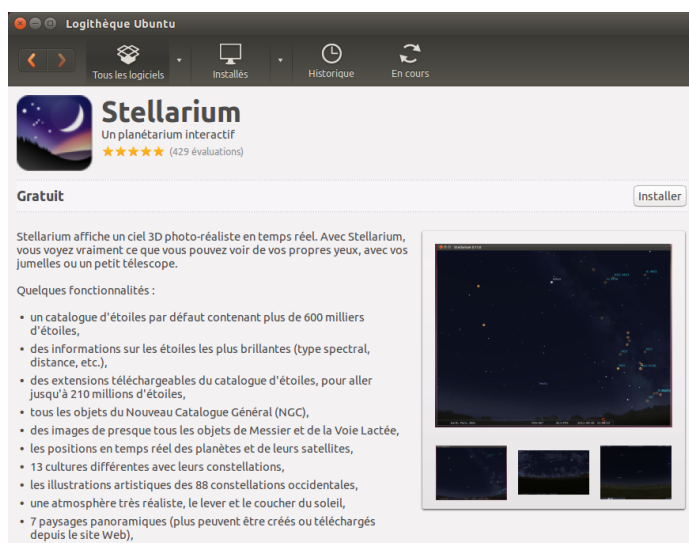 Logithèque Ubuntu
Tous les logiciels
Installés
Historique
En cours
Stellarium
Un planétarium interactif
(429 évaluations)
Gratuit
Installer
Stellarium affiche un ciel 3D photo-réaliste en temps réel. Avec Stellarium,
vous voyez vraiment ce que vous pouvez voir de vos propres yeux, avec vos
jumelles ou un petit télescope.
Quelques fonctionnalités :
• un catalogue d'étoiles par défaut contenant plus de 600 milliers
d'étoiles,
• des informations sur les étoiles les plus brillantes (type spectral,
distance, etc.),
• des extensions téléchargeables du catalogue d'étoiles, pour aller
jusqu'à 210 millions d'étoiles,
• tous les objets du Nouveau Catalogue Général (NGC),
• des images de presque tous les objets de Messier et de la Voie Lactée,
• les positions en temps réel des planètes et de leurs satellites,
• 13 cultures différentes avec leurs constellations,
• les illustrations artistiques des 88 constellations occidentales,
• une atmosphère très réaliste, le lever et le coucher du soleil,
• 7 paysages panoramiques (plus peuvent être créés ou téléchargés
depuis le site Web),